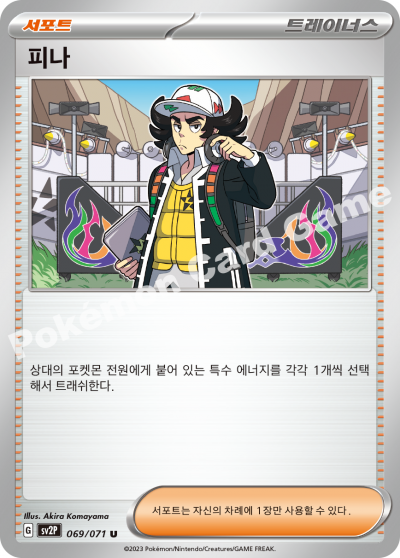 서포트
트레이너스
피나
Pokémon Card Game
상대의 포켓몬 전원에게 붙어 있는 특수 에너지를 각각 1개씩 선택
해서 트래쉬한다.
Illus. Akira Komayama
G SV2P 069/071 U
서포트는 자신의 차례에 1장만 사용할 수 있다.
©2023 Pokémon/Nintendo/Creatures/GAME FREAK.